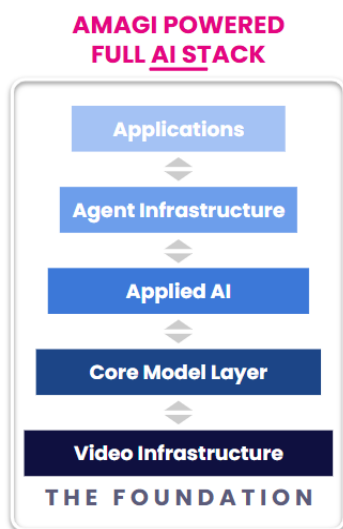 AMAGI POWERED
FULL AI STACK
Applications
Agent Infrastructure
Applied AI
Core Model Layer
Video Infrastructure
THE FOUNDATION